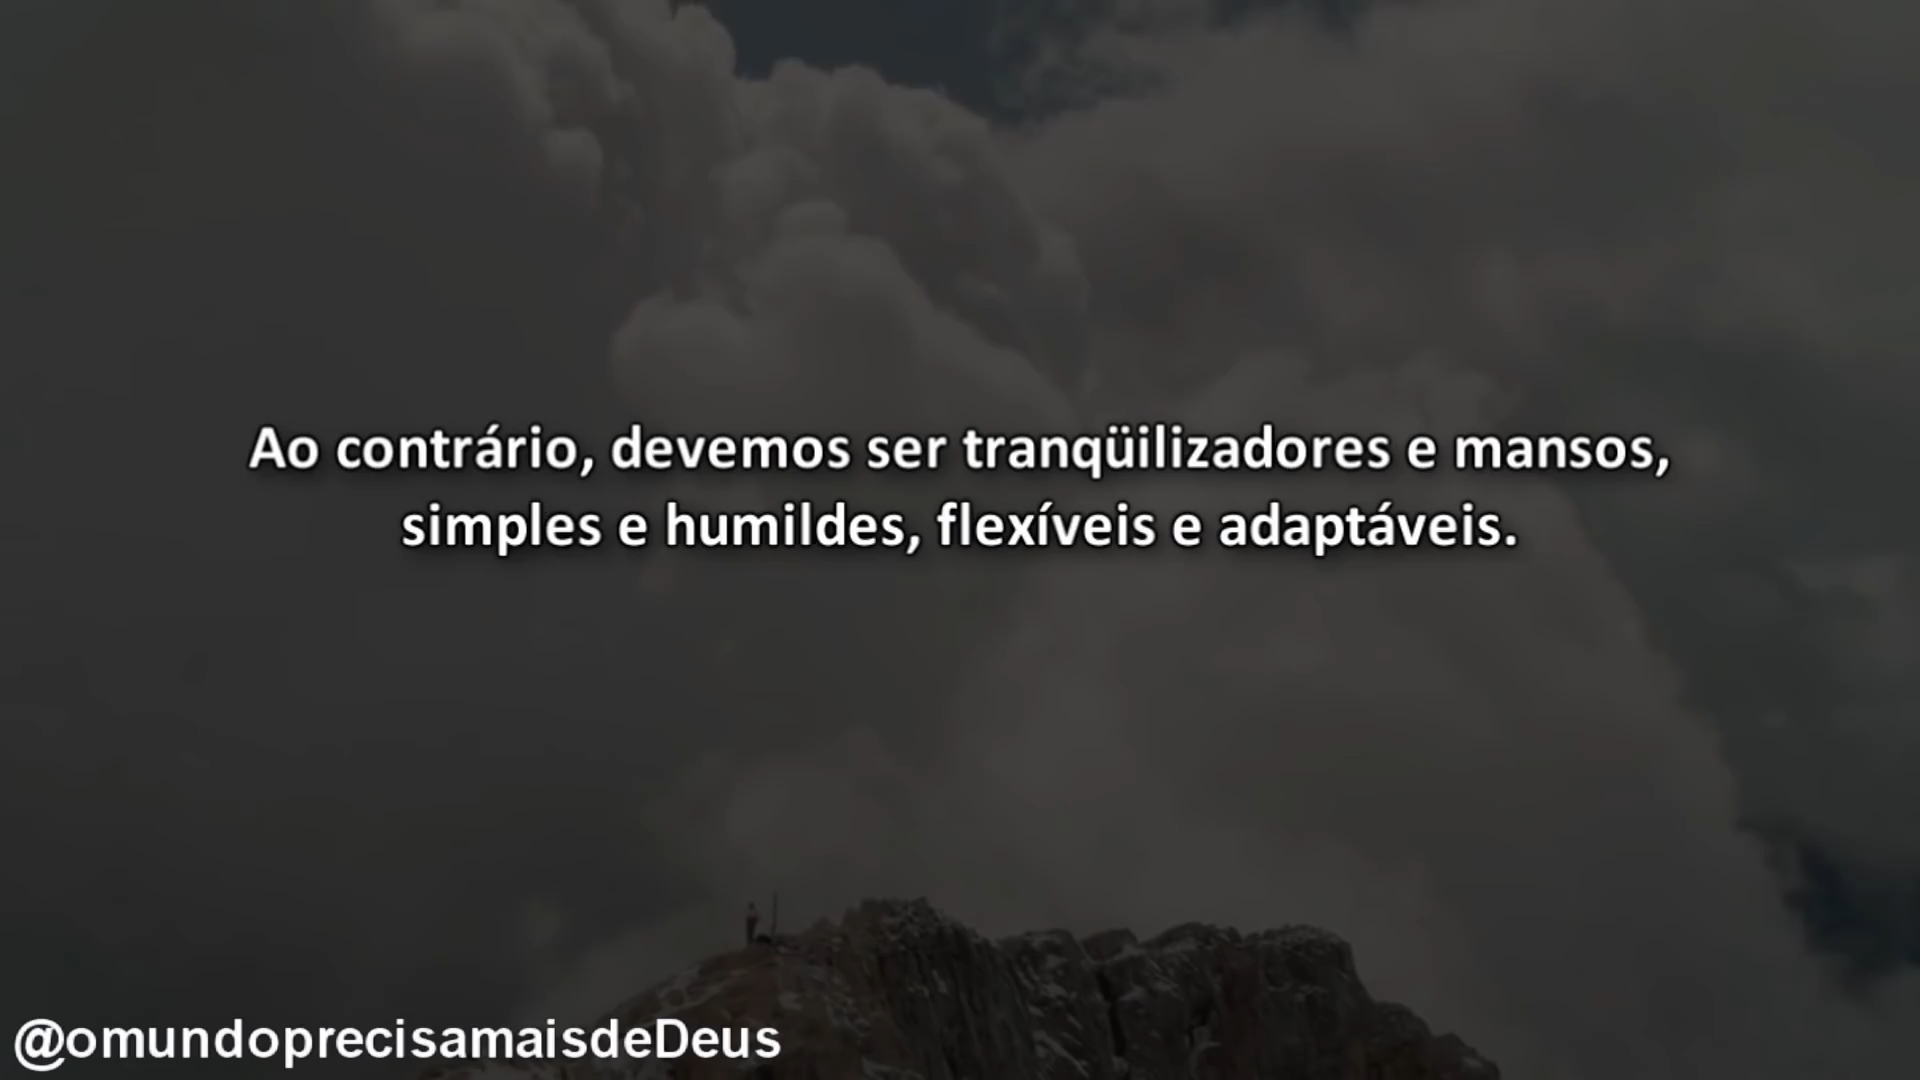 Ao contrário, devemos ser tranqüilizadores e mansos,
simples e humildes, flexíveis e adaptáveis.
@omundoprecisamaisdeDeus